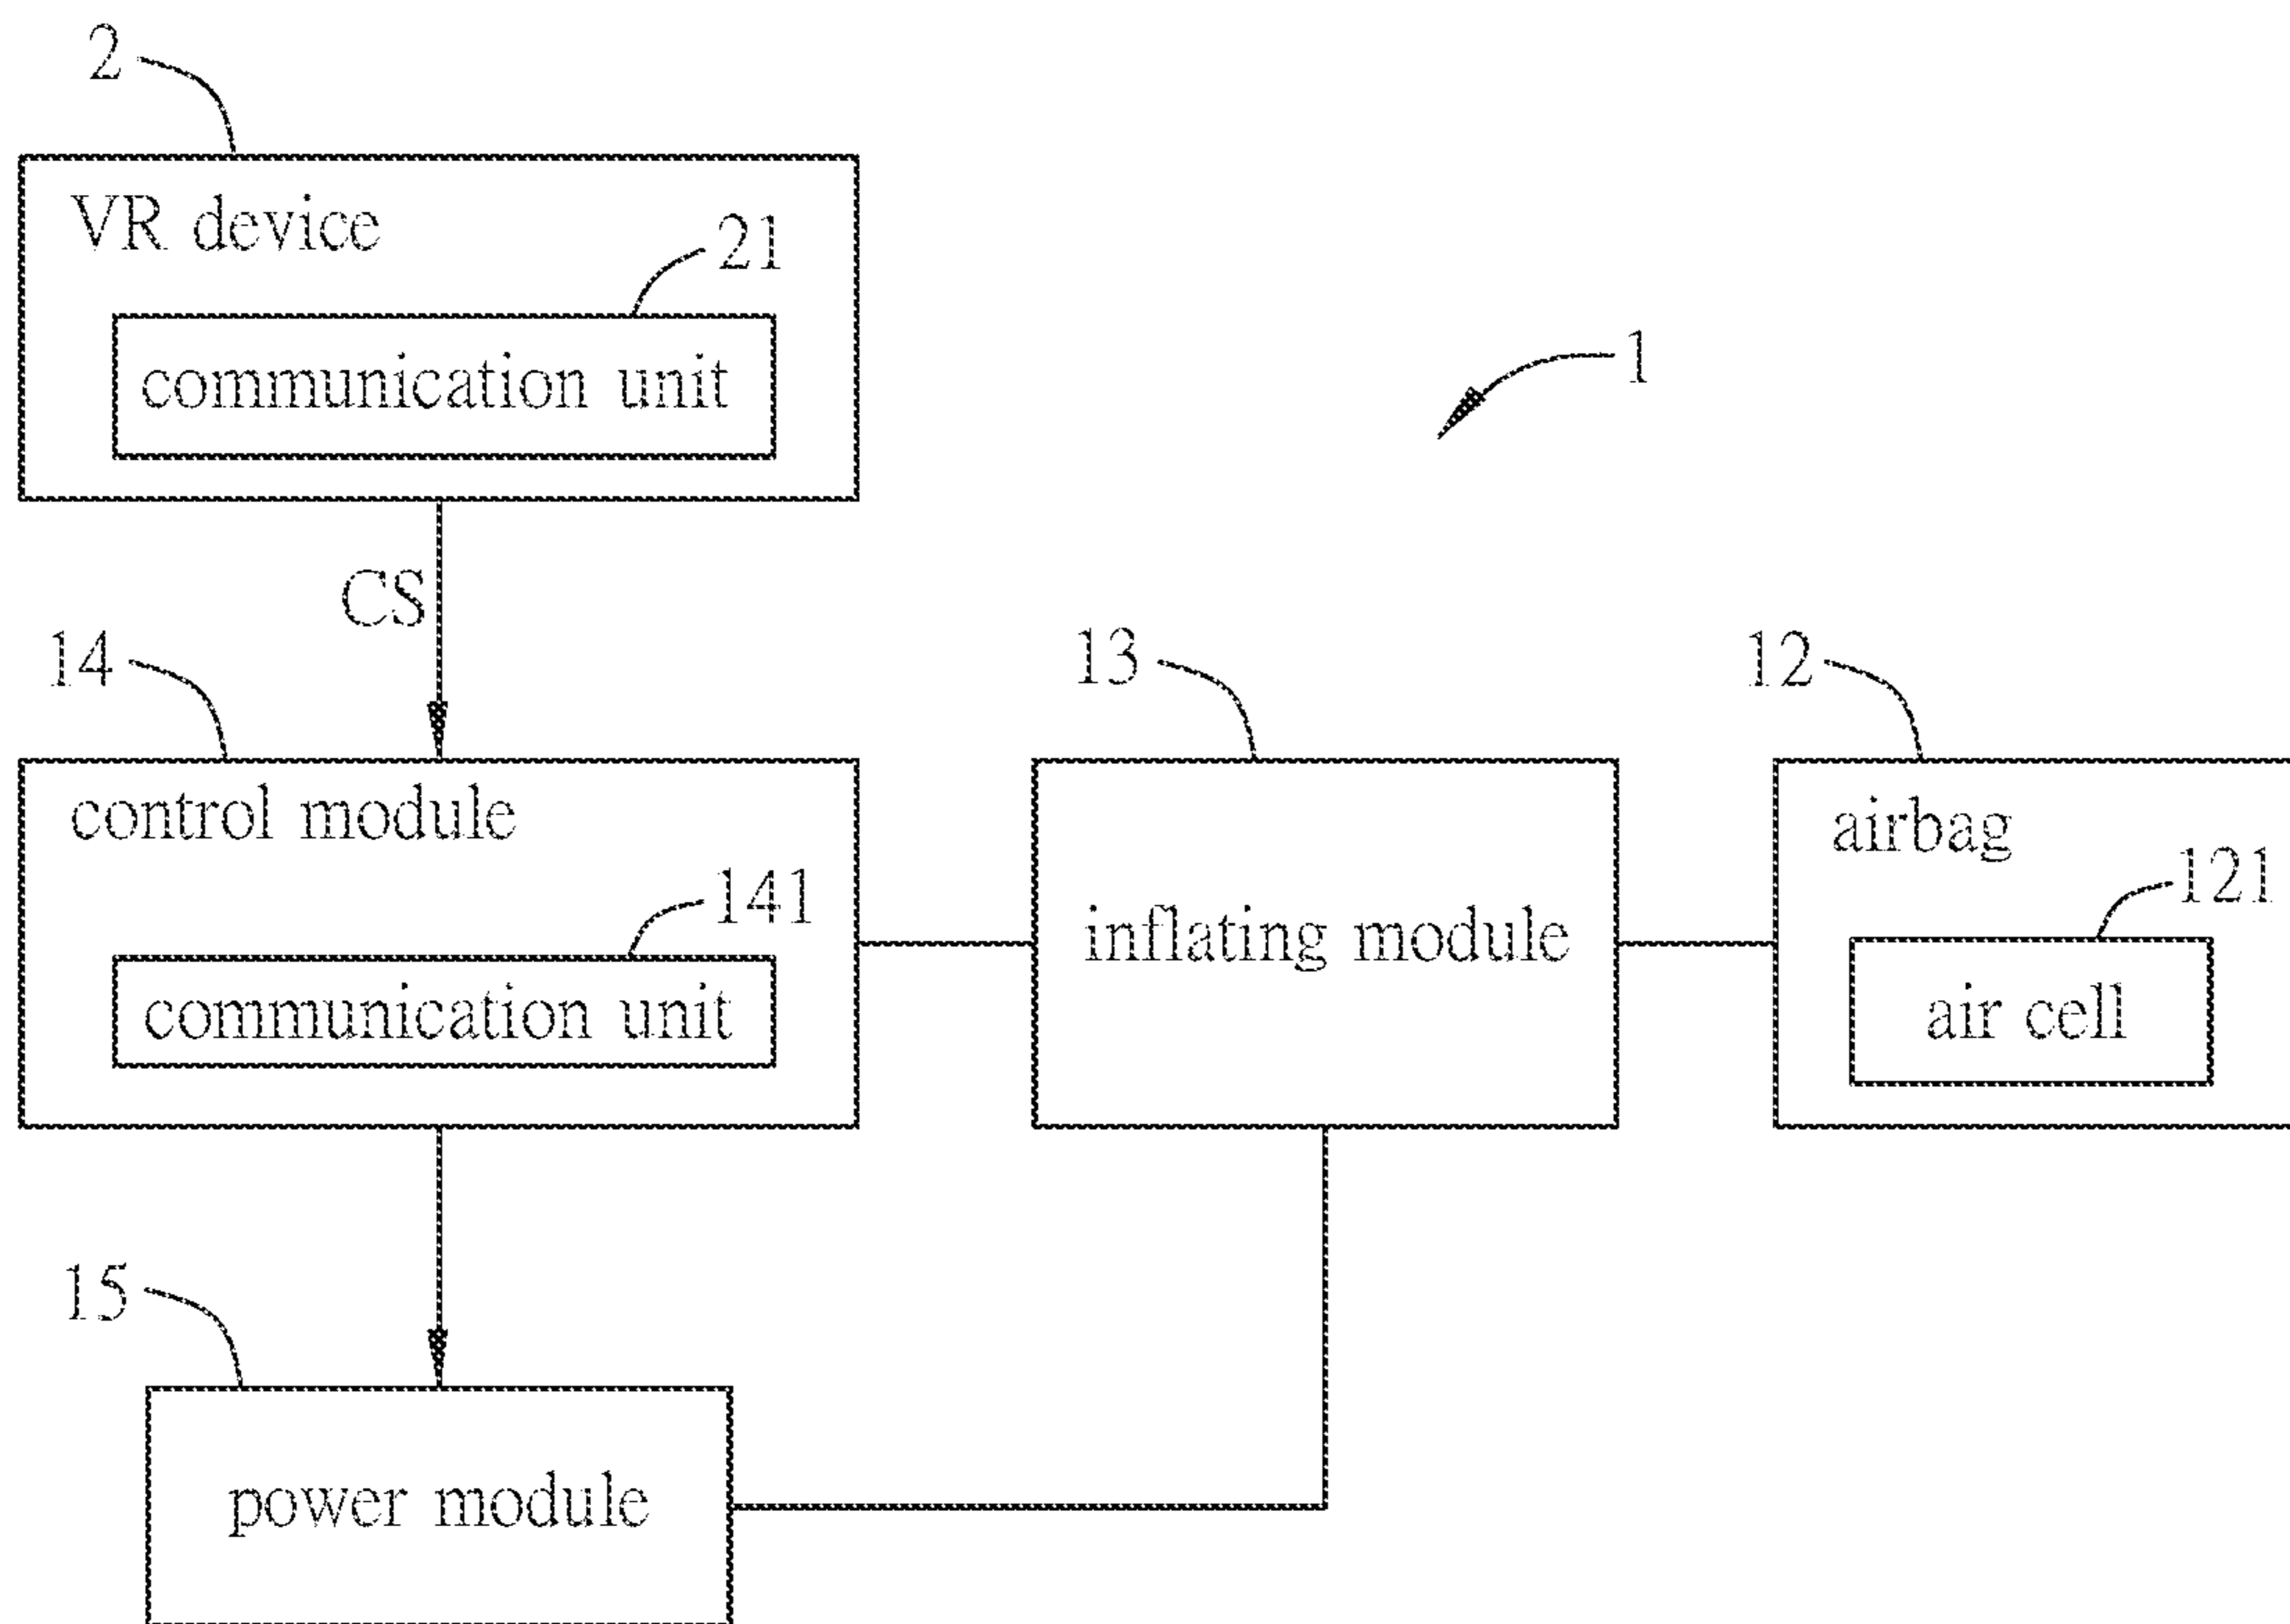 2
VR device
21
communication unit
1
CS
14
13
12
control module
airbag
141
121
inflating module
communication unit
air cell
15
power module